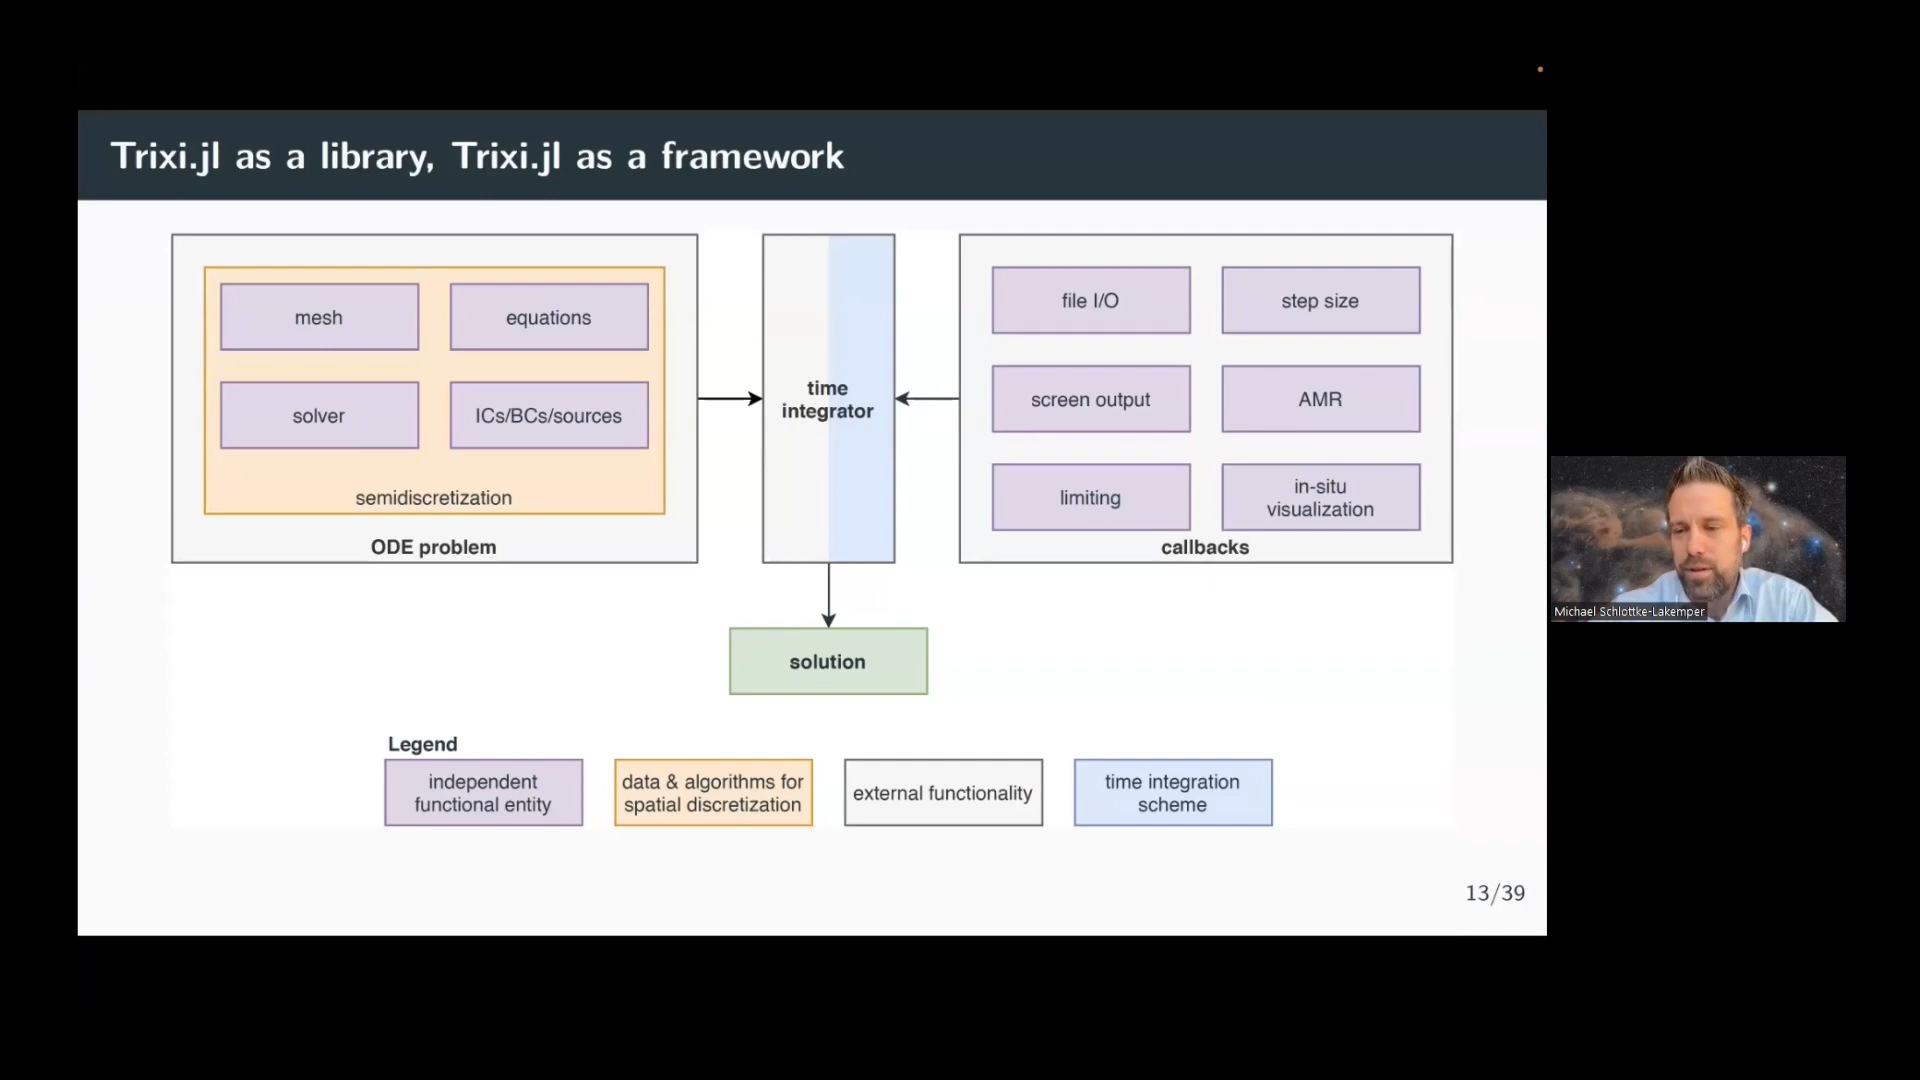 Trixi.jl as a library, Trixi.jl as a framework
mesh
equations
solver
ICs/BCs/sources
semidiscretization
ODE problem
time
integrator
file I/O
step size
screen output
AMR
limiting
in-situ
visualization
callbacks
solution
Legend
independent
functional entity
data & algorithms for
spatial discretization
external functionality
time integration
scheme
13/39
Michael Schlottke-Lakemper